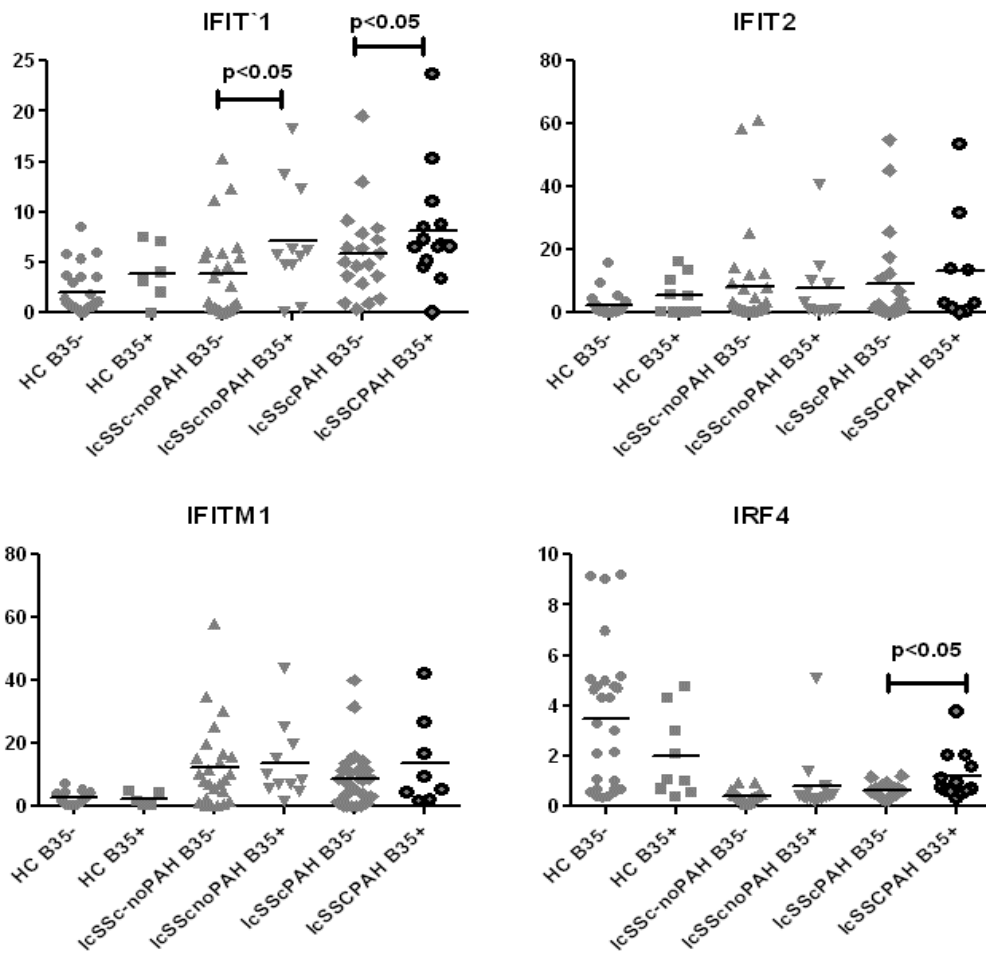 IFIT`1
p<0.05
p<0.05
25
20
15
10
5
0
HC B35-
HC B35+
lcSSc-noPAH B35-
lcSScnoPAH B35+
lcSScPAH B35-
lcSSCPAH B35+
IFIT2
80
60
40
20
0
HC B35-
HC B35+
lcSSc-noPAH B35-
lcSScnoPAH B35+
lcSScPAH B35-
lcSSCPAH B35+
IFITM1
80
60
40
20
0
HC B35-
HC B35+
lcSSc-noPAH B35-
lcSScnoPAH B35+
lcSScPAH B35-
lcSSCPAH B35+
IRF4
10
8
6
4
2
0
p<0.05
HC B35-
HC B35+
lcSSc-noPAH B35-
lcSScnoPAH B35+
lcSScPAH B35-
lcSSCPAH B35+